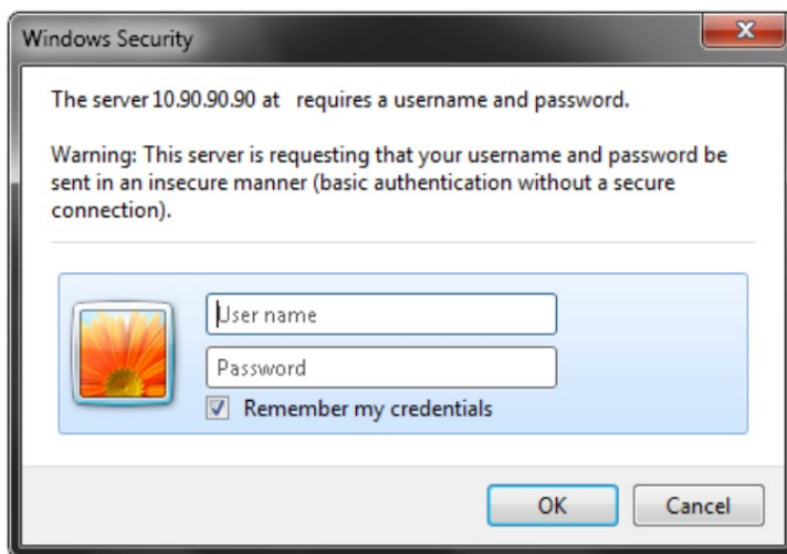 Windows Security
The server 10.90.90.90 at   requires a username and password.
Warning: This server is requesting that your username and password be
sent in an insecure manner (basic authentication without a secure
connection).
User name
Password
Remember my credentials
OK
Cancel